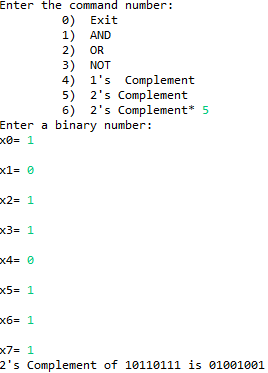 Enter the command number:
0) Exit
1) AND
2) OR
3) NOT
4) 1's  Complement
5) 2's Complement
6) 2's Complement* 5
Enter a binary number:
x0= 1
x1= 0
x2= 1
x3= 1
x4= 0
x5= 1
x6= 1
x7= 1
2's Complement of 10110111 is 01001001